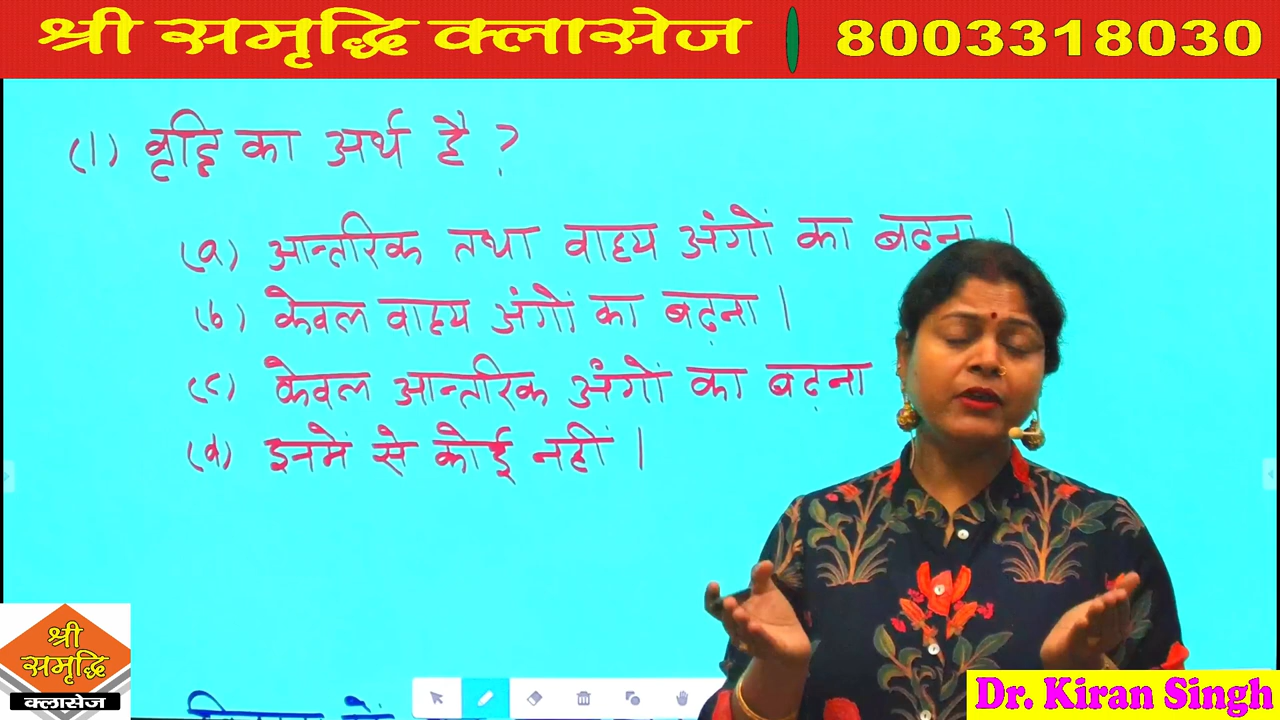 श्री समृद्धि क्लासेज 8003318030
(1) वृद्धि का अर्थ है ?
(a) आन्तरिक तथा वाह्य अंगों का बढ़ना |
(b) केवल वाह्य अंगों का बढ़ना |
(c) केवल आन्तरिक अंगों का बढ़ना
(d) इनमें से कोई नहीं |
श्री
समृद्धि
क्लासेज
Dr. Kiran Singh